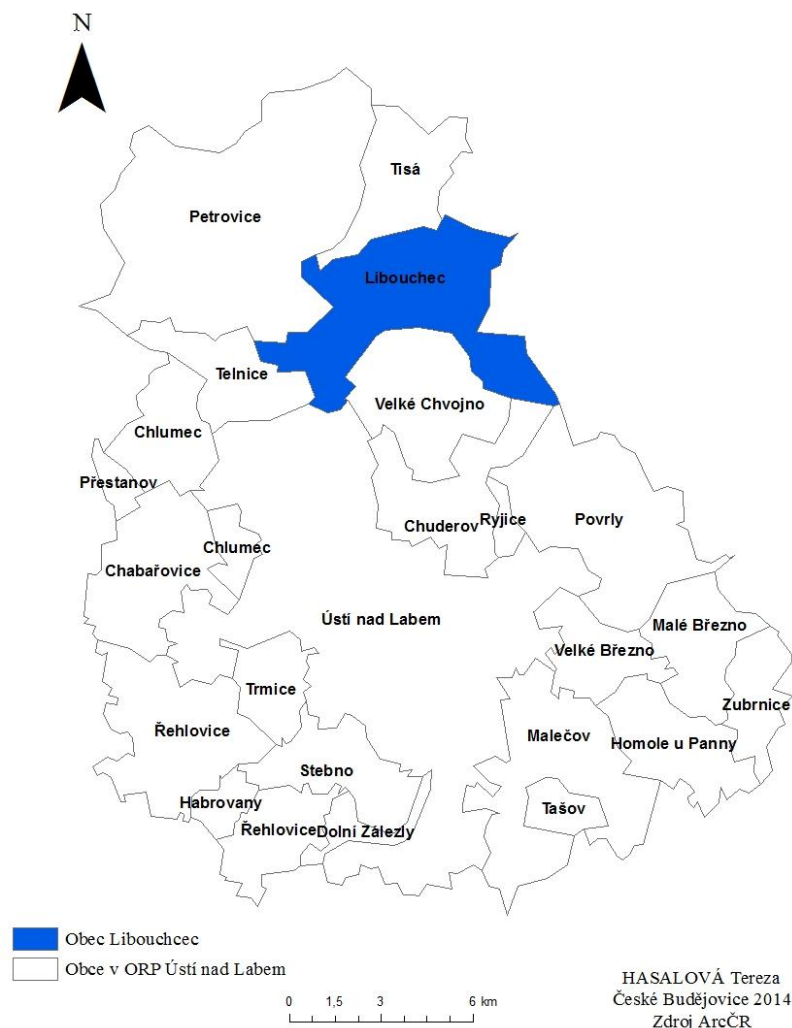 N
Tisá
Petrovice
Libouchec
Telnice
Velké Chvojno
Chlumec
Přestanov
Chuderov
Ryjice
Povrly
Chlumec
Chabařovice
Ústí nad Labem
Malé Březno
Velké Březno
Trmice
Zubrnice
Řehlovice
Malečov
Homole u Panny
Stebno
Habrovany
Tašov
Řehlovice
Dolní Zálezly
Obec Libouchcec
Obce v ORP Ústí nad Labem
0 1,5 3 6 km
HASALOVÁ Tereza
České Budějovice 2014
Zdroj ArcČR